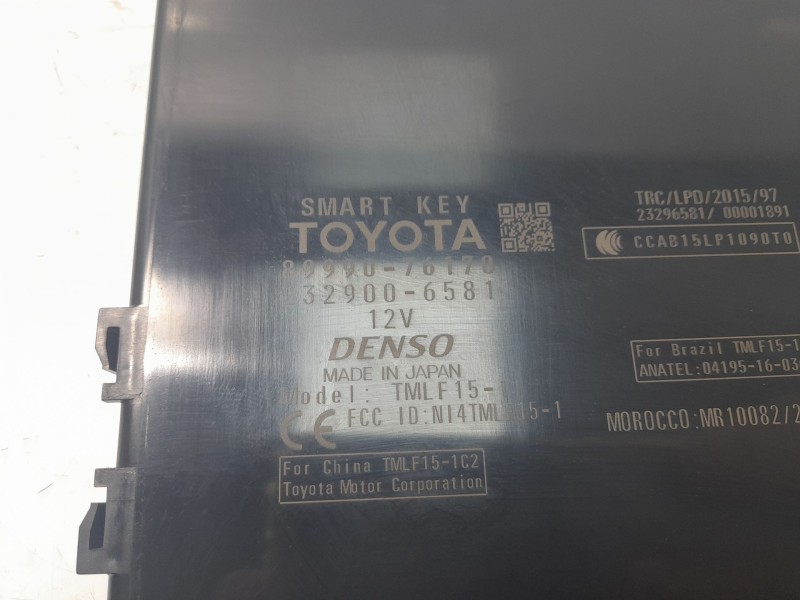 SMART KEY
TOYOTA
32900-6581
12V
DENSO
MADE IN JAPAN
Model: TMLF15-
FCC ID:NI4TML 15-1
CE
For China TMLF15-1C2
Toyota Motor Corporation
TRC/LPD/2015/97
23296581/ 00001891
CCAB15LP1090T0
For Brazil TMLF15-1
ANATEL:04195-16-03
MOROCCO:MR10082/2